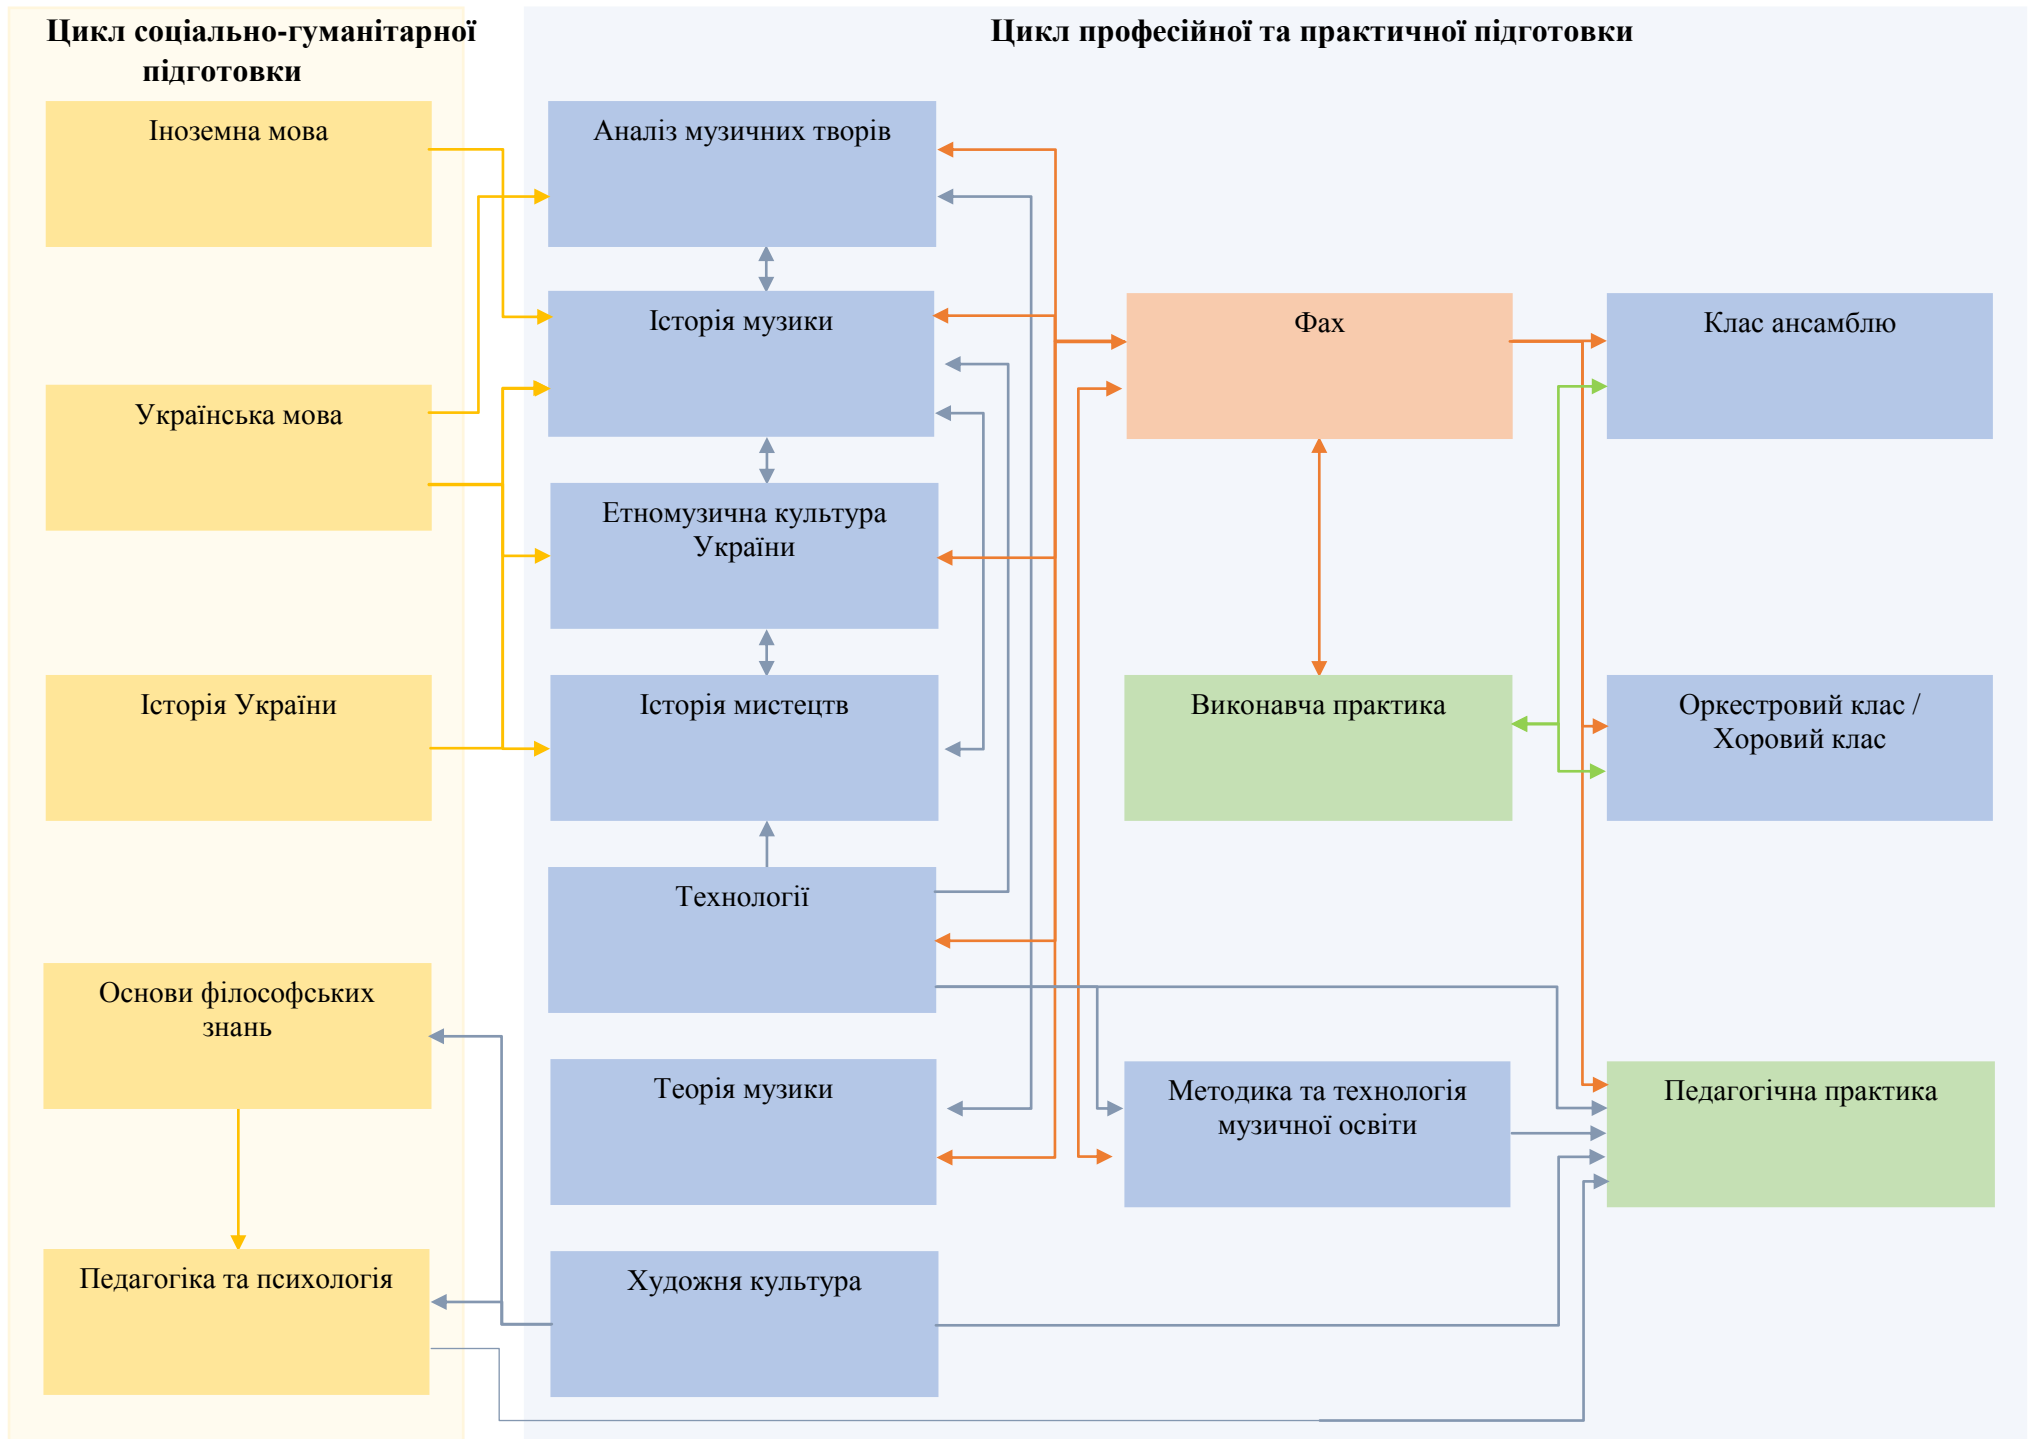 Цикл соціально-гуманітарної
підготовки
Цикл професійної та практичної підготовки
Іноземна мова
Українська мова
Історія України
Основи філософських
знань
Педагогіка та психологія
Аналіз музичних творів
Історія музики
Етномузична культура
України
Історія мистецтв
Технології
Теорія музики
Художня культура
Фах
Виконавча практика
Методика та технологія
музичної освіти
Клас ансамблю
Оркестровий клас /
Хоровий клас
Педагогічна практика